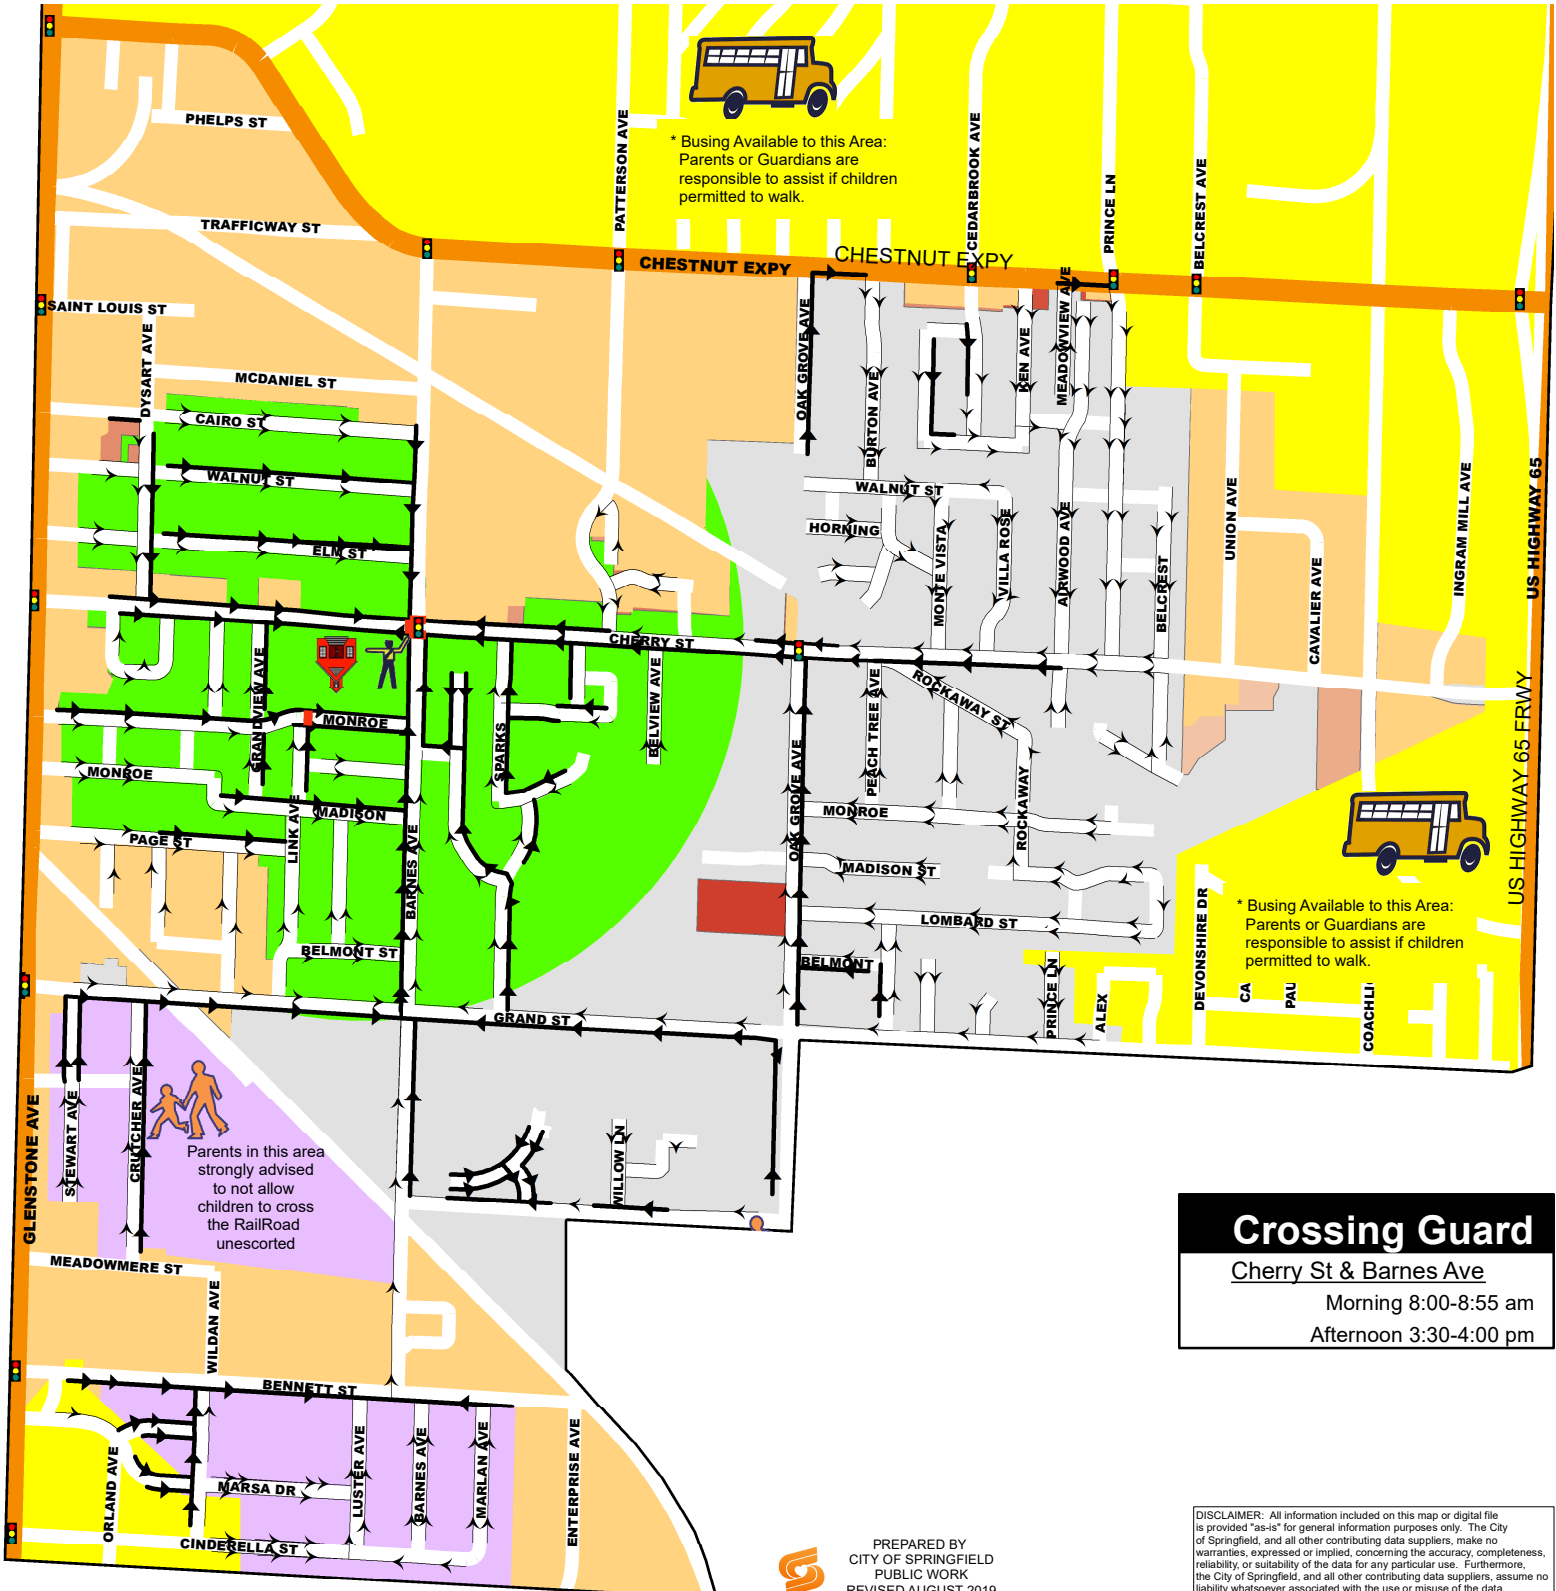 PHELPS ST
PATTERSON AVE
* Busing Available to this Area:
Parents or Guardians are
responsible to assist if children
permitted to walk.
CEDARBROOK AVE
PRINCE LN
BELCREST AVE
TRAFFICWAY ST
CHESTNUT EXPY
CHESTNUT EXPY
SAINT LOUIS ST
DYSART AVE
MCDANIEL ST
CAIRO ST
WALNUT ST
ELM ST
OAK GROVE AVE
BURTON AVE
KEN AVE
MEADOWVIEW AVE
WALNUT ST
HORNING
MONTE VISTA
VILLA ROSE
AIRWOOD AVE
BELCREST
UNION AVE
CAVALIER AVE
INGRAM MILL AVE
US HIGHWAY 65
US HIGHWAY 65 FRWY
CHERRY ST
GRANDVIEW AVE
MONROE
MONROE
MADISON
LINK AVE
PAGE ST
BARNES AVE
BELMONT ST
SPARKS
BELVIEW AVE
OAK GROVE AVE
PEACH TREE AVE
ROCKAWAY ST
ROCKAWAY
MONROE
MADISON ST
LOMBARD ST
BELMONT
PRINCE LN
ALEX
DEVONSHIRE DR
CA
PAU
COACHLI
* Busing Available to this Area:
Parents or Guardians are
responsible to assist if children
permitted to walk.
GRAND ST
GLENSTONE AVE
STEWART AVE
CRUTCHER AVE
Parents in this area
strongly advised
to not allow
children to cross
the RailRoad
unescorted
WILLOW LN
MEADOWMERE ST
WILDAN AVE
BENNETT ST
ORLAND AVE
MARSA DR
LUSTER AVE
BARNES AVE
MARLAN AVE
ENTERPRISE AVE
CINDERELLA ST
Crossing Guard
Cherry St & Barnes Ave
Morning 8:00-8:55 am
Afternoon 3:30-4:00 pm
PREPARED BY
CITY OF SPRINGFIELD
PUBLIC WORK
REVISED AUGUST 2019
DISCLAIMER: All information included on this map or digital file
is provided "as-is" for general information purposes only. The City
of Springfield, and all other contributing data suppliers, make no
warranties, expressed or implied, concerning the accuracy, completeness,
reliability, or suitability of the data for any particular use. Furthermore,
the City of Springfield, and all other contributing data suppliers, assume no
liability whatsoever associated with the use or misuse of the data